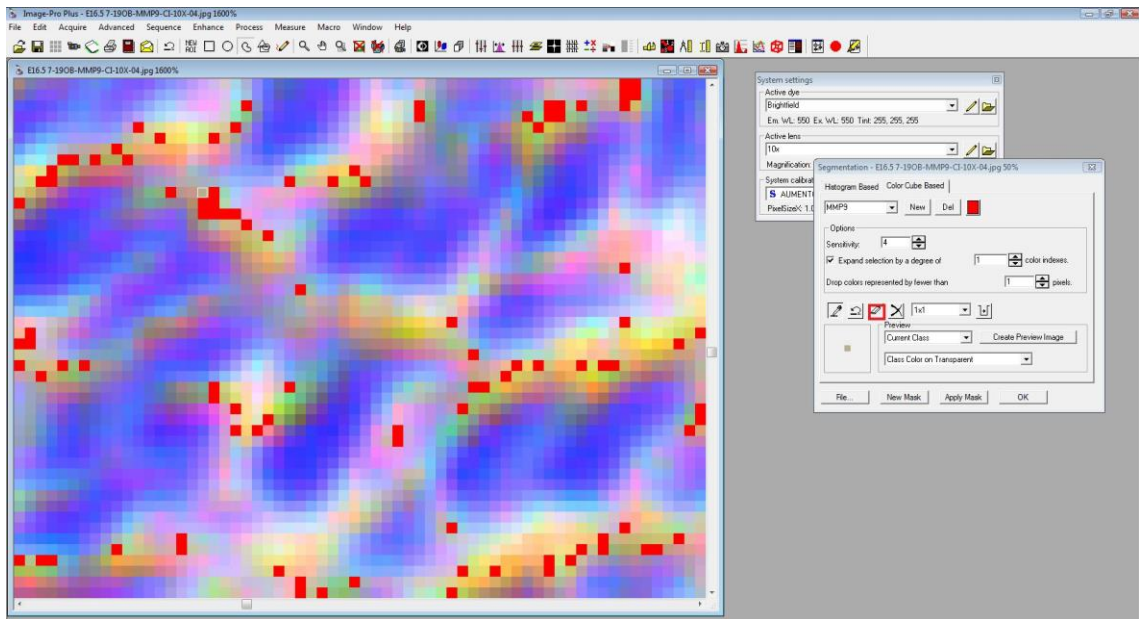 Image-Pro Plus - E16.5 7-19OB-MMP9-CI-10X-04.jpg 1600%
File Edit Acquire Advanced Sequence Enhance Process Measure Macro Window Help
NEW AOI
E16.5 7-19OB-MMP9-CI-10X-04.jpg 1600%
System settings
Active dye
Brightfield
Em. WL: 550 Ex. WL: 550 Tint: 255, 255, 255
Active lens
10x
Magnification:
System calibrat
S AUMENT
PixelSizeX: 1.0
Segmentation - E16.5 7-19OB-MMP9-CI-10X-04.jpg 50%
Histogram Based Color Cube Based
MMP9 New Del
Options
Sensitivity: 4
Expand selection by a degree of 1 color indexes.
Drop colors represented by fewer than 1 pixels.
1x1
Preview
Current Class Create Preview Image
Class Color on Transparent
File... New Mask Apply Mask OK